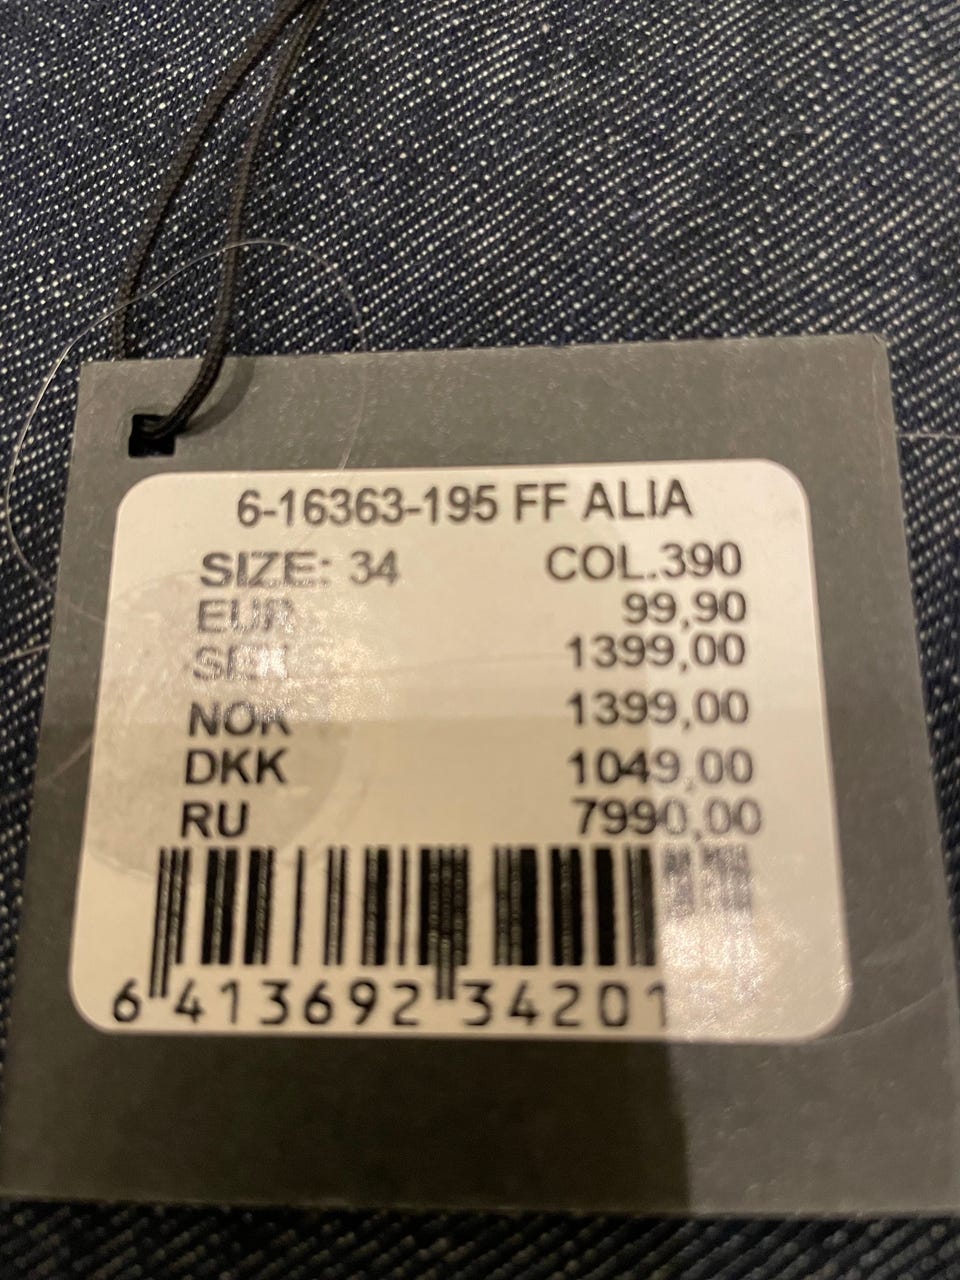 6-16363-195 FF ALIA
SIZE: 34 COL.390
EUR 99,90
SEK 1399,00
NOK 1399,00
DKK 1049,00
RU 7990,00
6 413692 34201